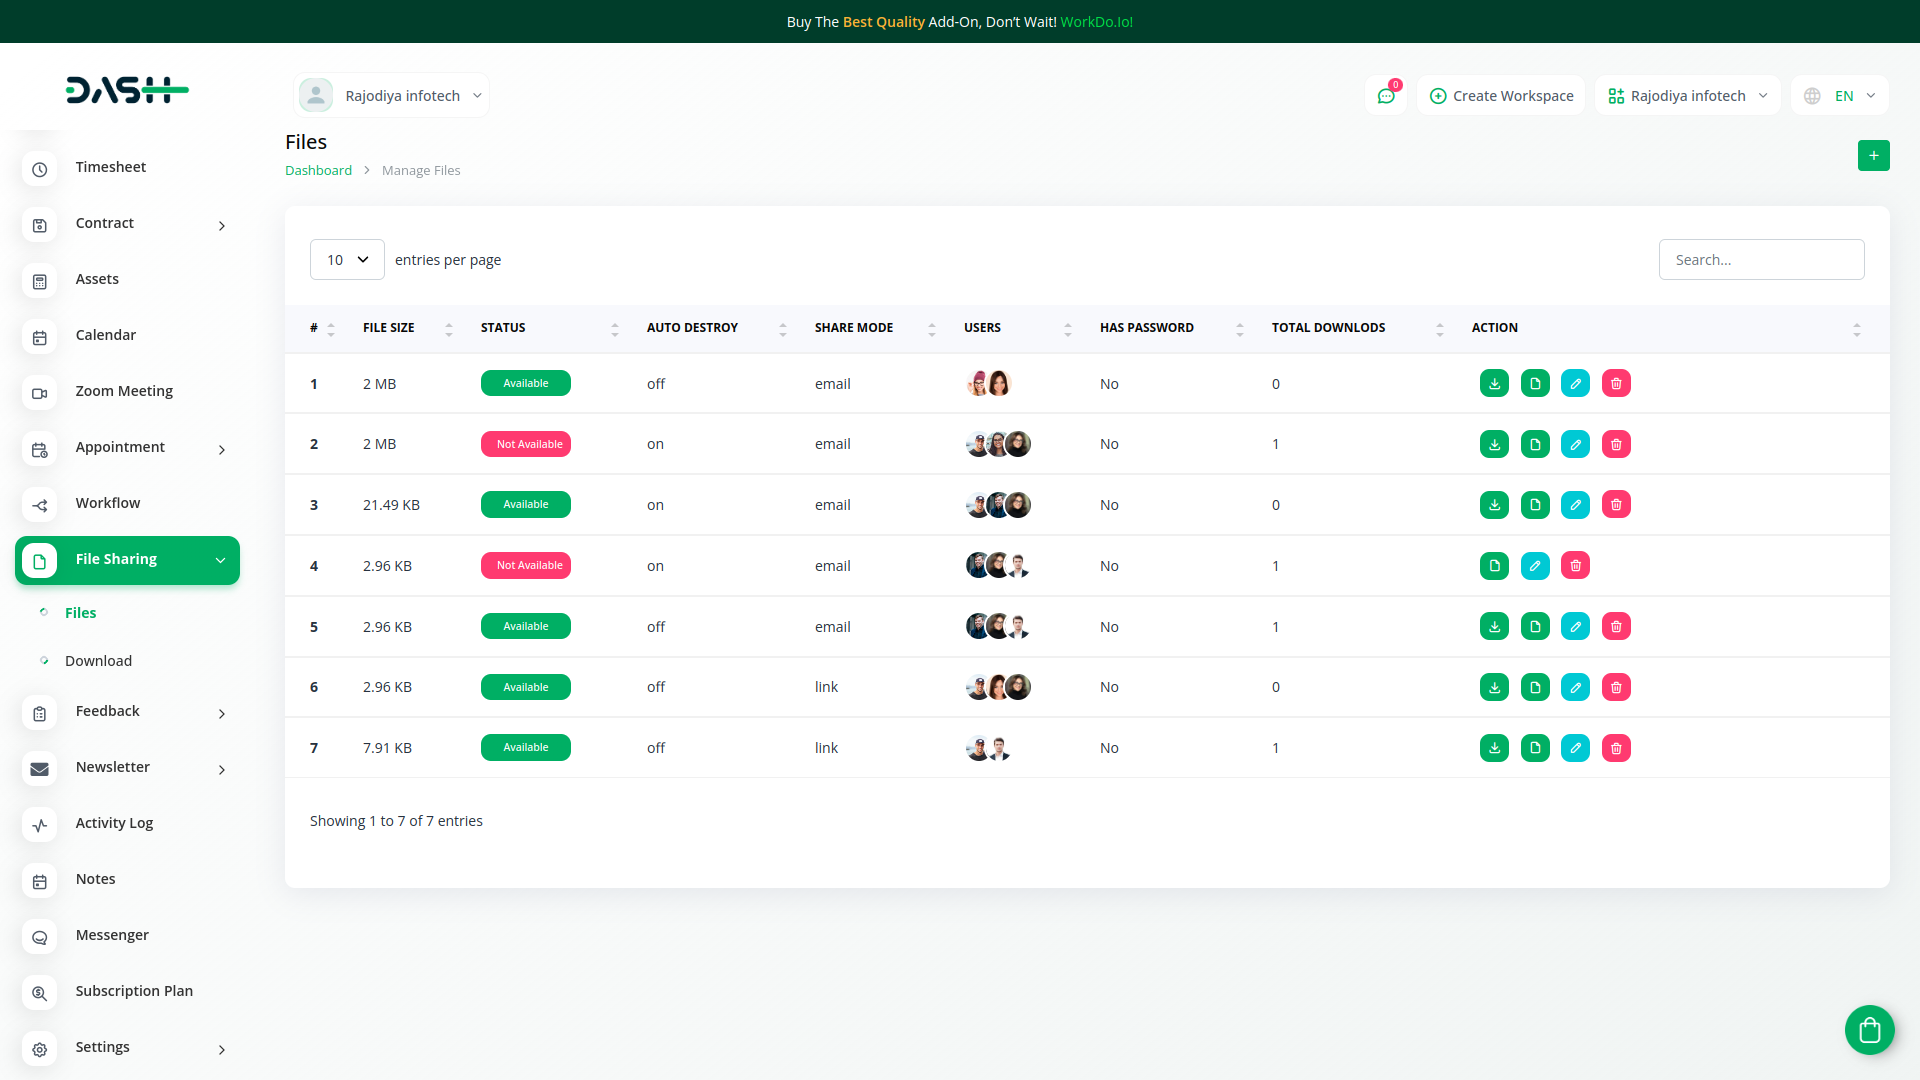 Buy The Best Quality Add-On, Don't Wait! WorkDo.Io!
DASH
Rajodiya infotech
0
Create Workspace
Rajodiya infotech
EN
Files
Dashboard > Manage Files
+
Timesheet
Contract
Assets
Calendar
Zoom Meeting
Appointment
Workflow
File Sharing
Files
Download
Feedback
Newsletter
Activity Log
Notes
Messenger
Subscription Plan
Settings
10 entries per page
Search...
# FILE SIZE STATUS AUTO DESTROY SHARE MODE USERS HAS PASSWORD TOTAL DOWNLODS ACTION
1 2 MB Available off email No 0
2 2 MB Not Available on email No 1
3 21.49 KB Available on email No 0
4 2.96 KB Not Available on email No 1
5 2.96 KB Available off email No 1
6 2.96 KB Available off link No 0
7 7.91 KB Available off link No 1
Showing 1 to 7 of 7 entries